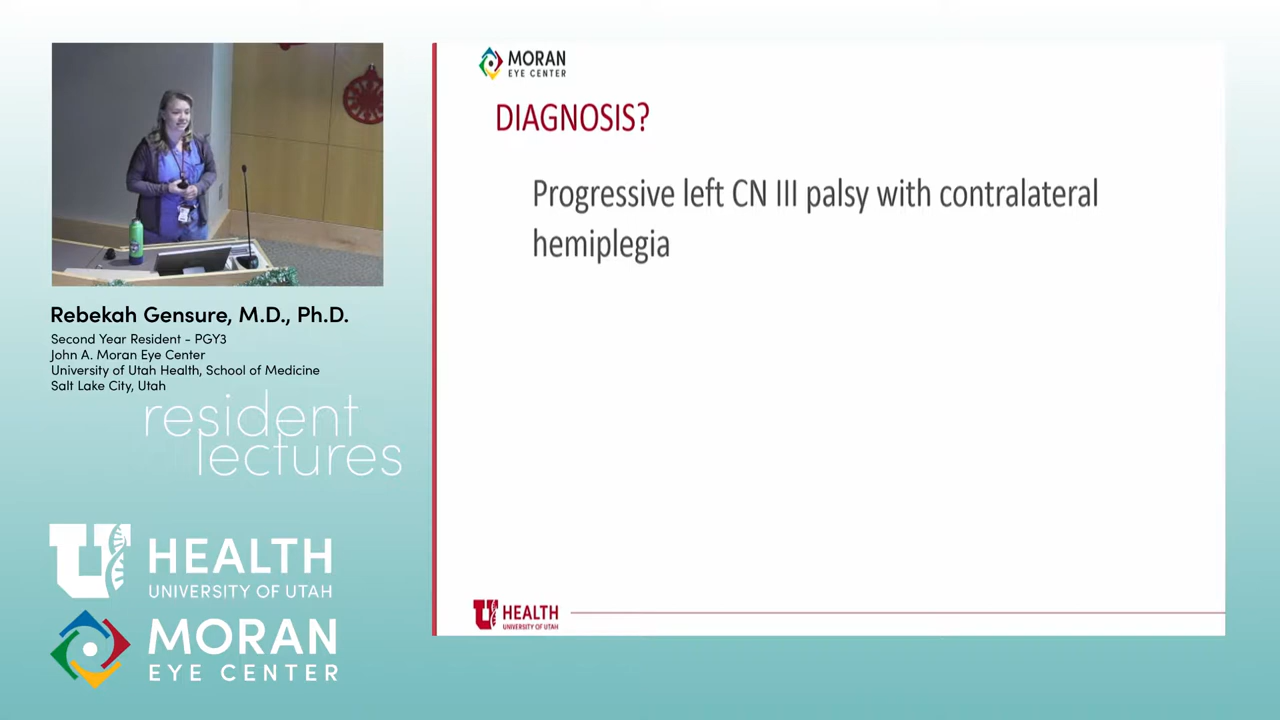 Rebekah Gensure, M.D., Ph.D.
Second Year Resident - PGY3
John A. Moran Eye Center
University of Utah Health, School of Medicine
Salt Lake City, Utah
resident
lectures
U HEALTH
UNIVERSITY OF UTAH
MORAN
EYE CENTER
MORAN
EYE CENTER
DIAGNOSIS?
Progressive left CN III palsy with contralateral
hemiplegia
U HEALTH
UNIVERSITY OF UTAH